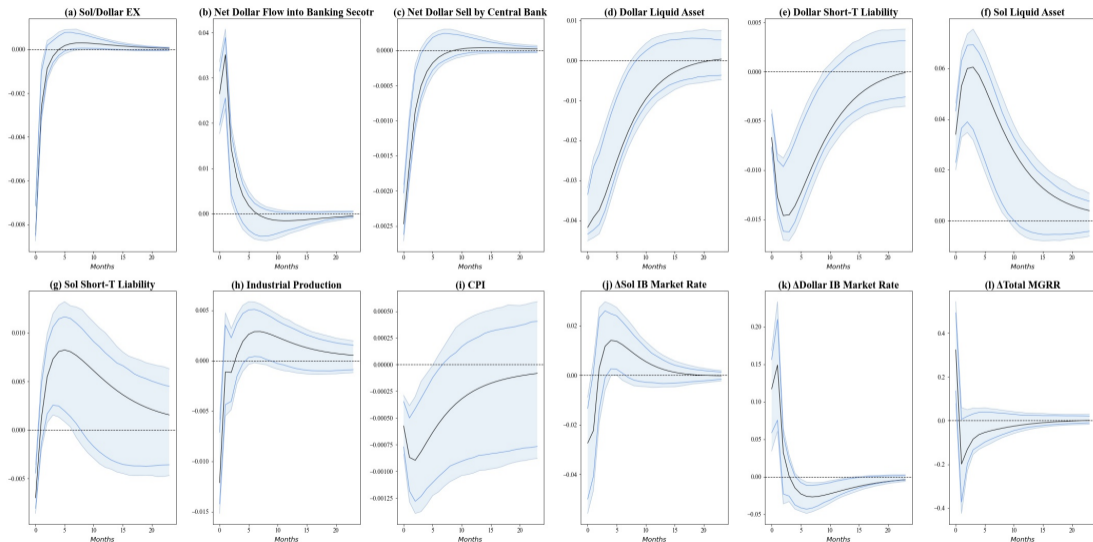 (a) Sol/Dollar EX
0.000
−0.002
−0.004
−0.006
−0.008
0 5 10 15 20
Months
(b) Net Dollar Flow into Banking Secotr
0.04
0.03
0.02
0.01
0.00
0 5 10 15 20
Months
(c) Net Dollar Sell by Central Bank
0.0000
−0.0005
−0.0010
−0.0015
−0.0020
−0.0025
0 5 10 15 20
Months
(d) Dollar Liquid Asset
0.01
0.00
−0.01
−0.02
−0.03
−0.04
0 5 10 15 20
Months
(e) Dollar Short-T Liability
0.005
0.000
−0.005
−0.010
−0.015
0 5 10 15 20
Months
(f) Sol Liquid Asset
0.06
0.04
0.02
0.00
0 5 10 15 20
Months
(g) Sol Short-T Liability
0.010
0.005
0.000
−0.005
0 5 10 15 20
Months
(h) Industrial Production
0.005
0.000
−0.005
−0.010
−0.015
0 5 10 15 20
Months
(i) CPI
0.00050
0.00025
0.00000
−0.00025
−0.00050
−0.00075
−0.00100
−0.00125
0 5 10 15 20
Months
(j) ΔSol IB Market Rate
0.02
0.00
−0.02
−0.04
0 5 10 15 20
Months
(k) ΔDollar IB Market Rate
0.20
0.15
0.10
0.05
0.00
−0.05
0 5 10 15 20
Months
(l) ΔTotal MGRR
0.4
0.2
0.0
−0.2
−0.4
0 5 10 15 20
Months